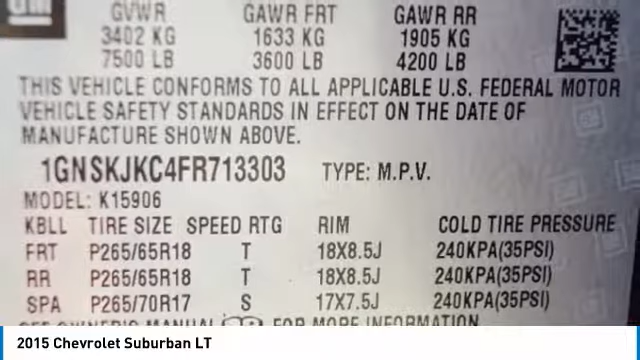 GM
GVWR GAWR FRT GAWR RR
3402 KG 1633 KG 1905 KG
7500 LB 3600 LB 4200 LB
THIS VEHICLE CONFORMS TO ALL APPLICABLE U.S. FEDERAL MOTOR
VEHICLE SAFETY STANDARDS IN EFFECT ON THE DATE OF
MANUFACTURE SHOWN ABOVE.
1GNSKJKC4FR713303 TYPE: M.P.V.
MODEL: K15906
KBLL TIRE SIZE SPEED RTG RIM COLD TIRE PRESSURE
FRT P265/65R18 T 18X8.5J 240KPA(35PSI)
RR P265/65R18 T 18X8.5J 240KPA(35PSI)
SPA P265/70R17 S 17X7.5J 240KPA(35PSI)
SEE OWNER'S MANUAL FOR MORE INFORMATION
2015 Chevrolet Suburban LT